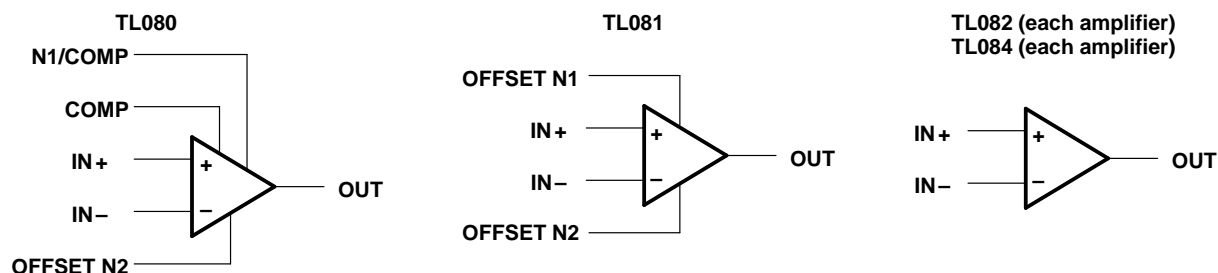 TL080
N1/COMP
COMP
IN+
+
IN−
−
OUT
OFFSET N2
TL081
OFFSET N1
IN+
+
IN−
−
OUT
OFFSET N2
TL082 (each amplifier)
TL084 (each amplifier)
IN+
+
IN−
−
OUT